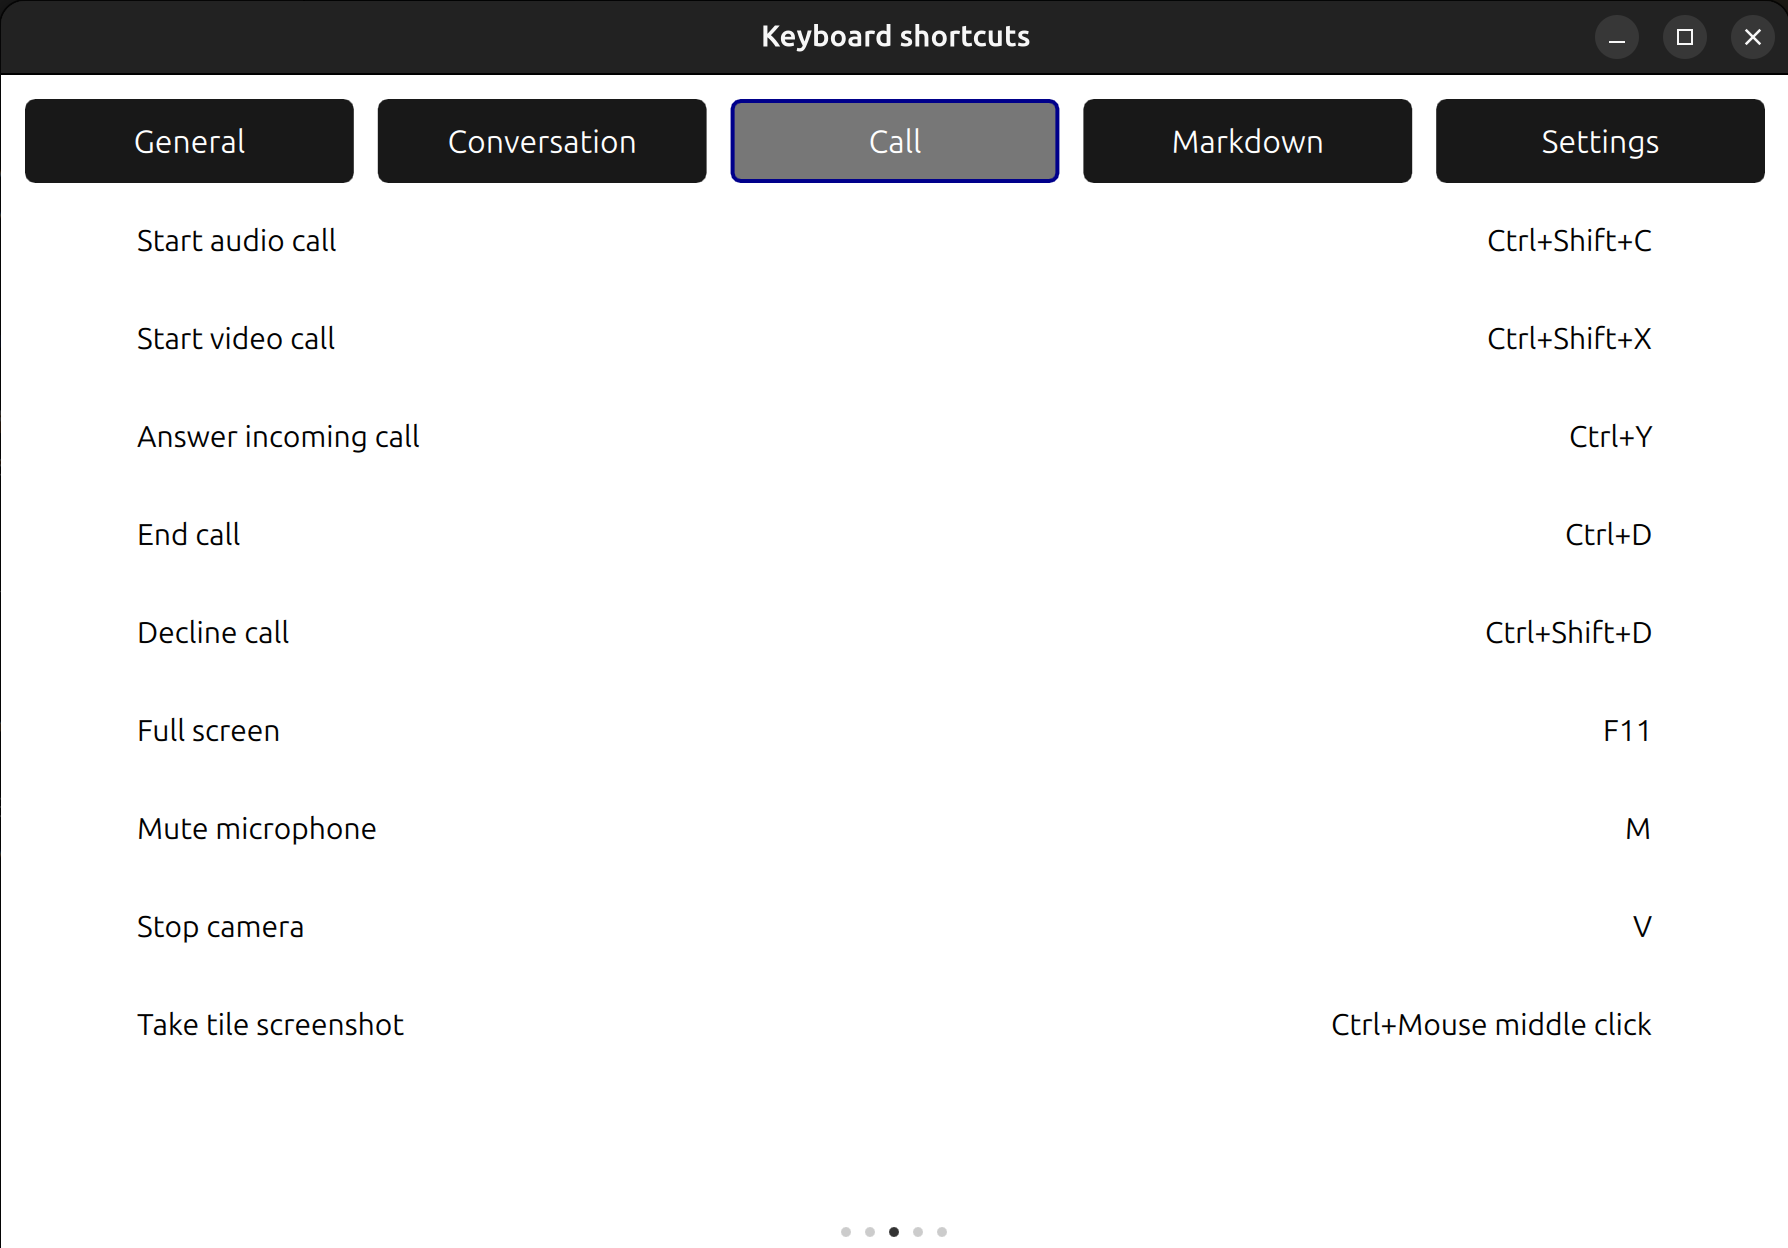 Keyboard shortcuts
General Conversation Call Markdown Settings
Start audio call Ctrl+Shift+C
Start video call Ctrl+Shift+X
Answer incoming call Ctrl+Y
End call Ctrl+D
Decline call Ctrl+Shift+D
Full screen F11
Mute microphone M
Stop camera V
Take tile screenshot Ctrl+Mouse middle click